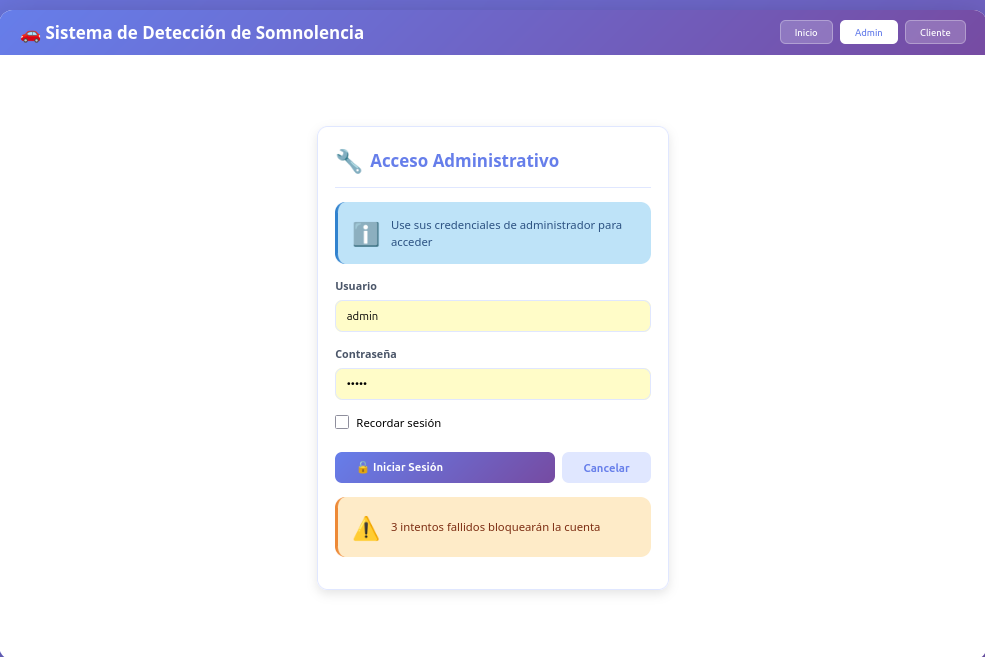 Sistema de Detección de Somnolencia
Inicio
Admin
Cliente
Acceso Administrativo
Use sus credenciales de administrador para
acceder
Usuario
admin
Contraseña
•••••
Recordar sesión
Iniciar Sesión
Cancelar
3 intentos fallidos bloquearán la cuenta